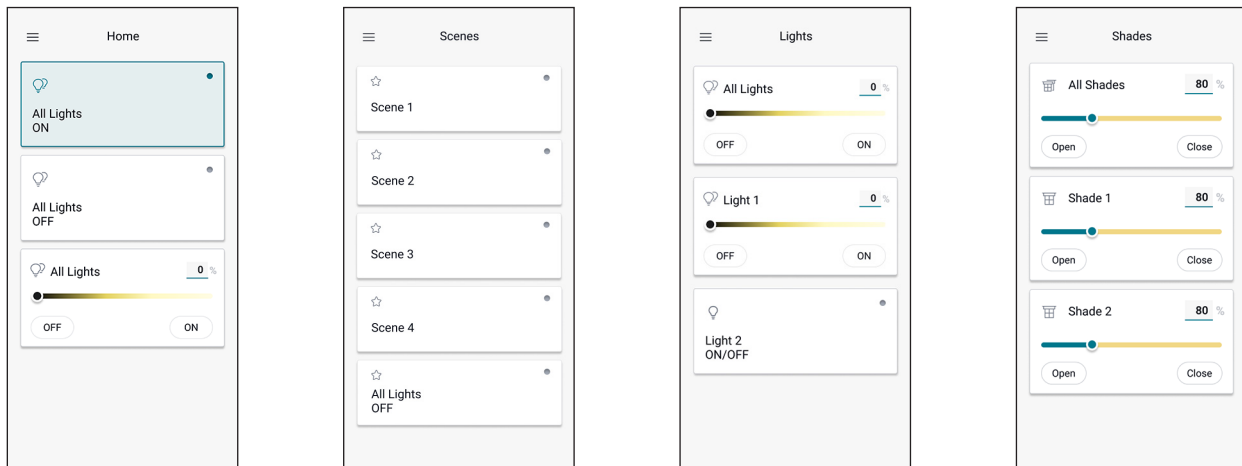 Home
All Lights
ON
All Lights
OFF
All Lights 0 %
OFF ON
Scenes
Scene 1
Scene 2
Scene 3
Scene 4
All Lights
OFF
Lights
All Lights 0 %
OFF ON
Light 1 0 %
OFF ON
Light 2
ON/OFF
Shades
All Shades 80 %
Open Close
Shade 1 80 %
Open Close
Shade 2 80 %
Open Close